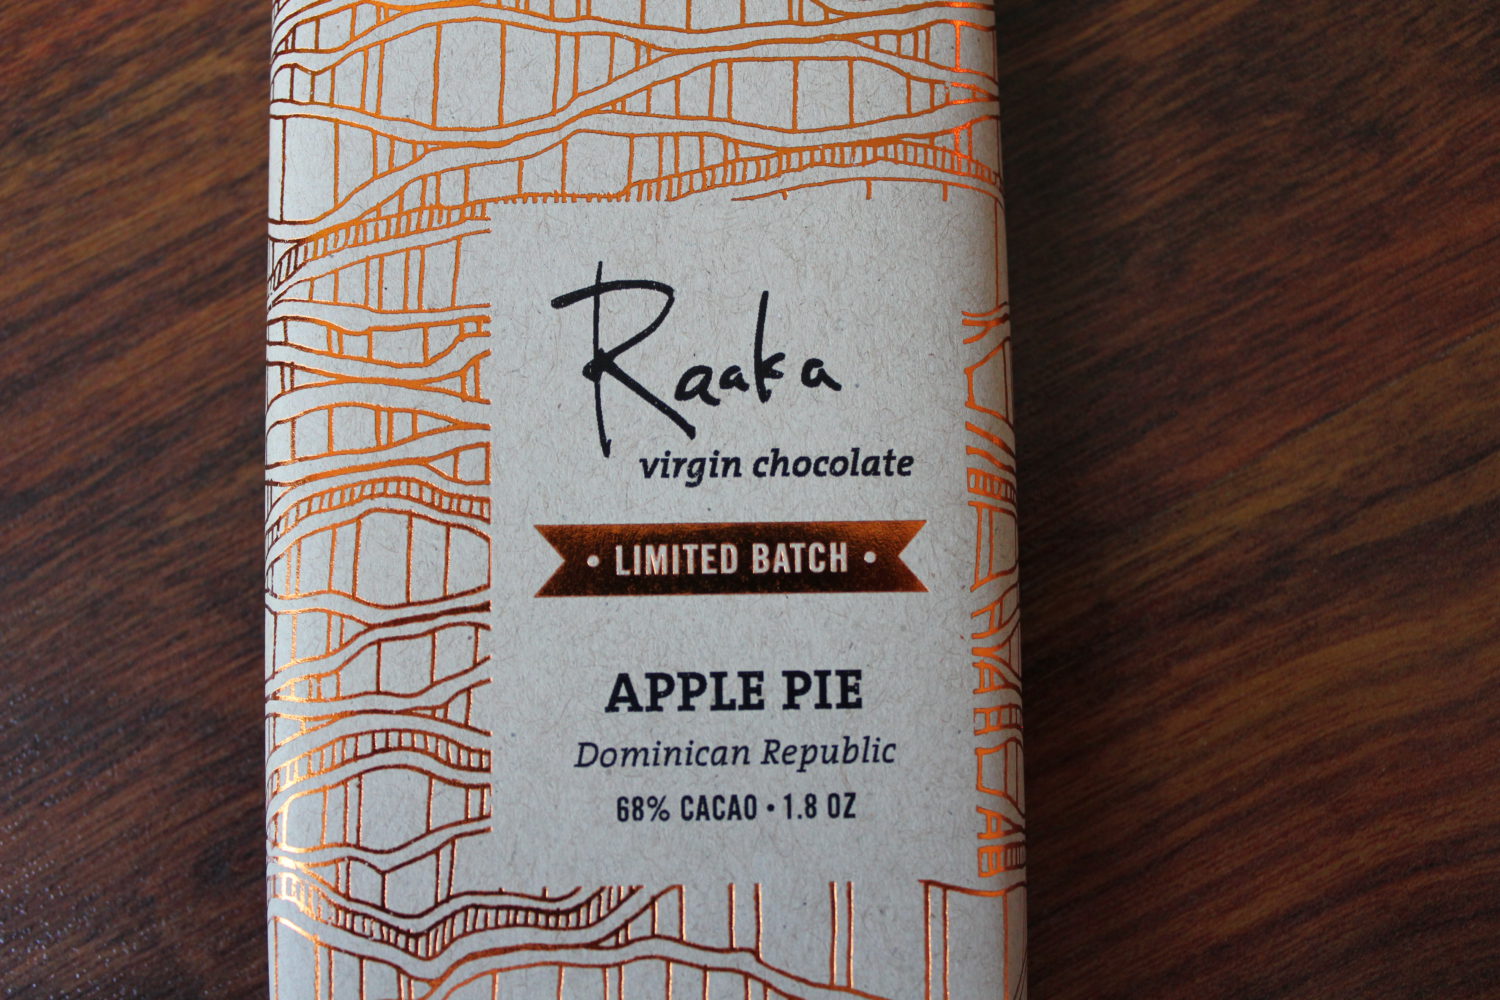 Raaka
virgin chocolate
• LIMITED BATCH •
APPLE PIE
Dominican Republic
68% CACAO • 1.8 OZ